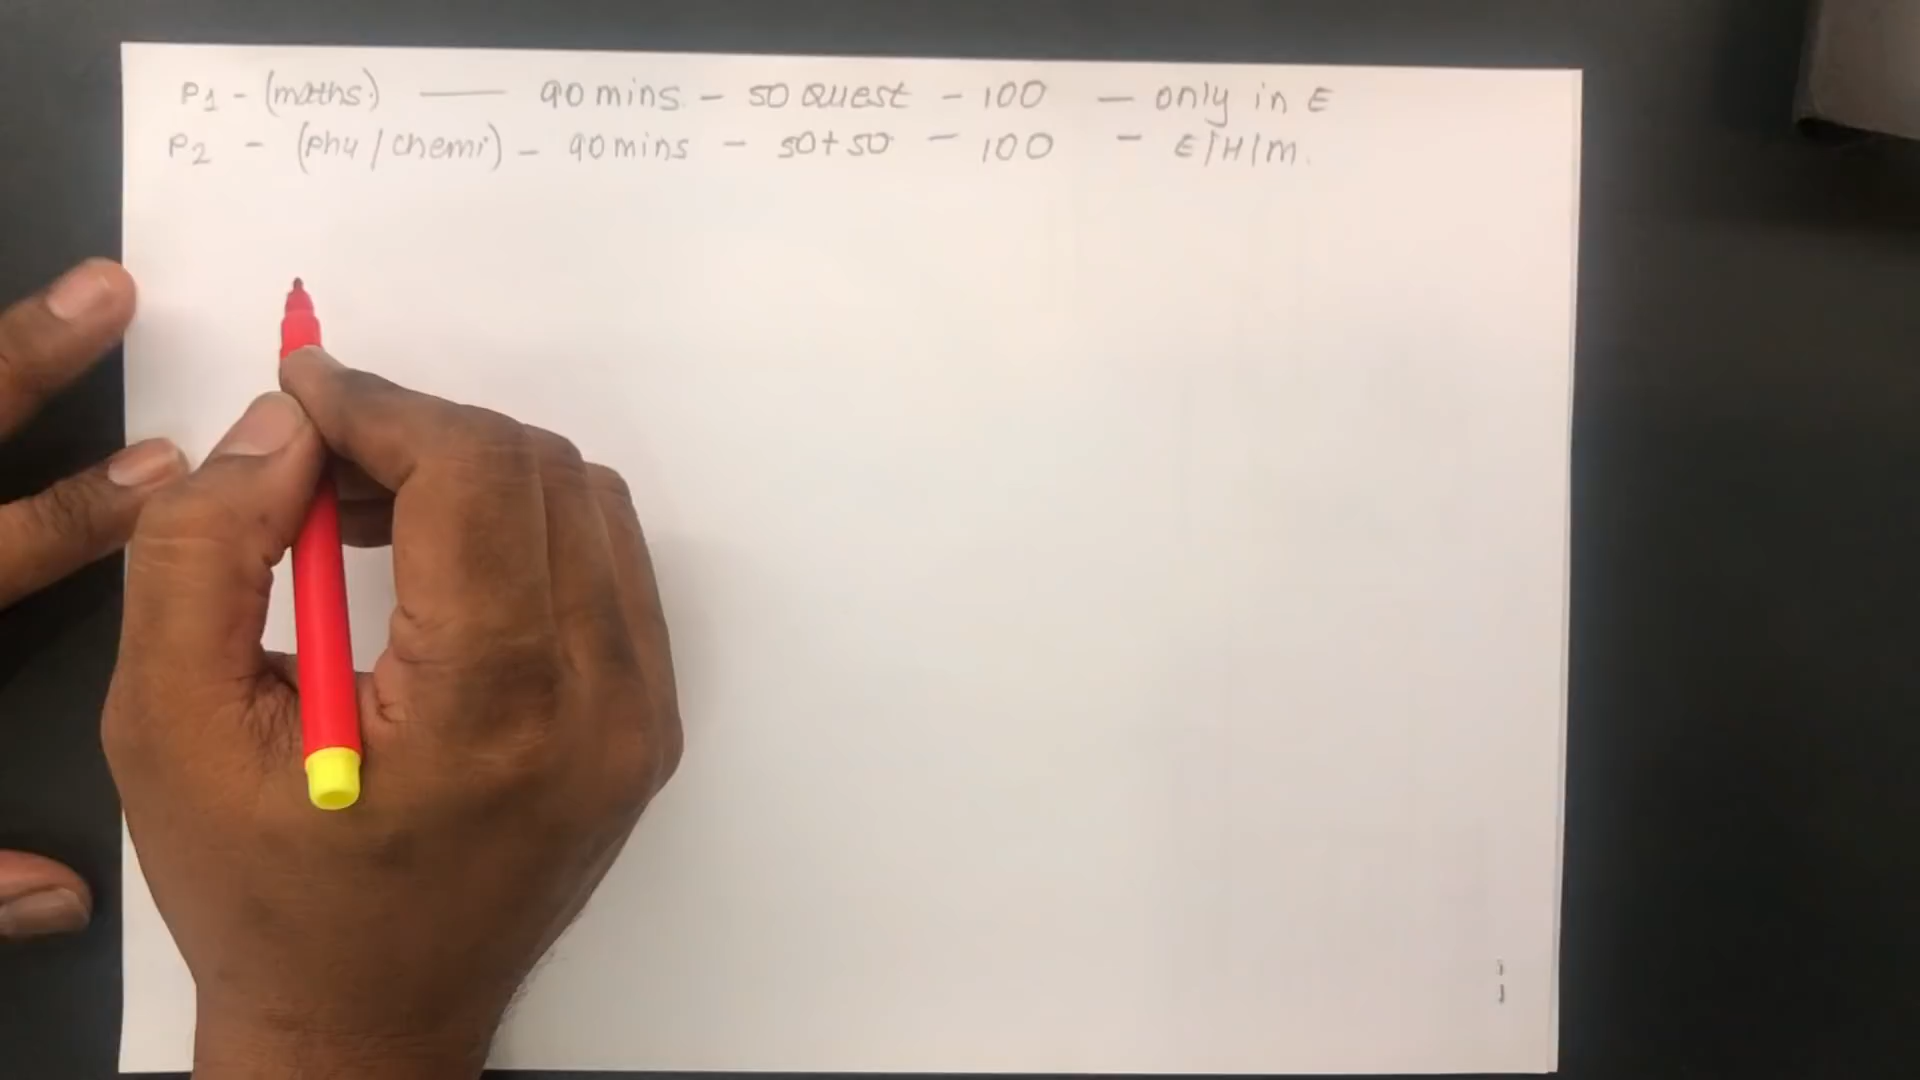 P1 - (maths) — 90 mins - 50 Quest - 100 - only in E
P2 - (phy / chemi) - 90 mins - 50+50 - 100 - E/H/M.